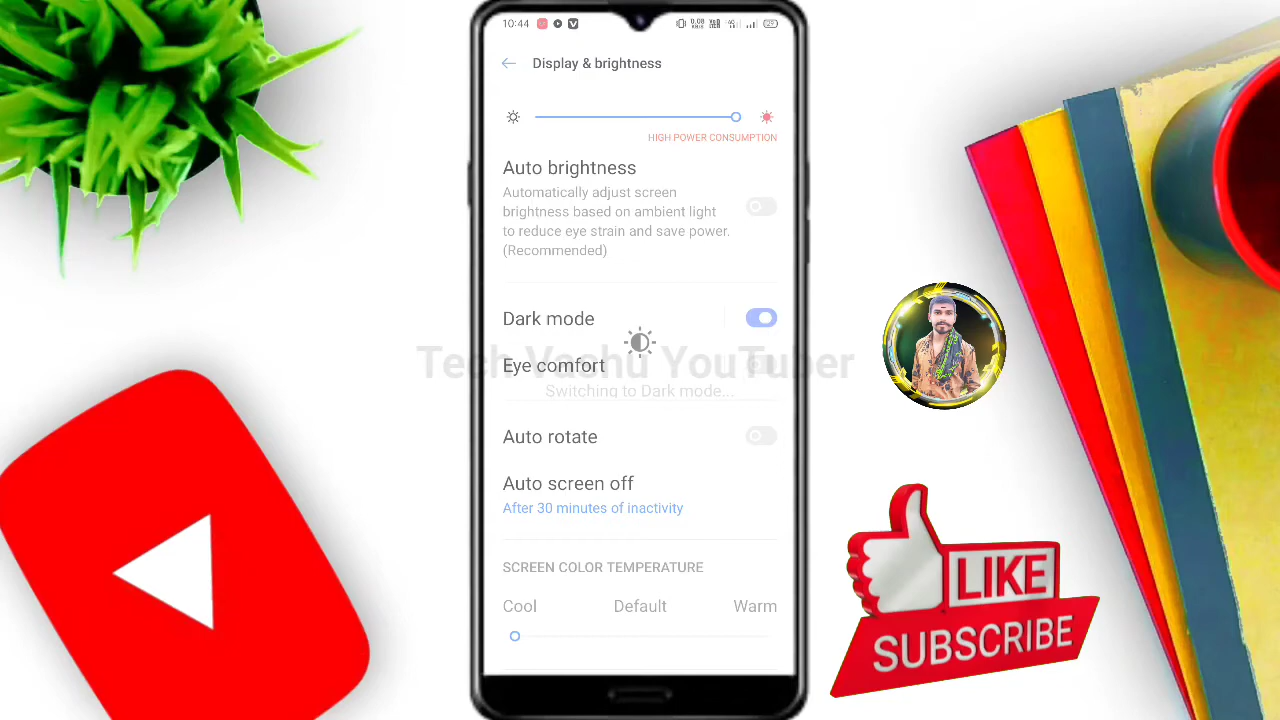 10:44
Display & brightness
HIGH POWER CONSUMPTION
Auto brightness
Automatically adjust screen
brightness based on ambient light
to reduce eye strain and save power.
(Recommended)
Dark mode
Tech Vashu YouTuber
Eye comfort
Switching to Dark mode...
Auto rotate
Auto screen off
After 30 minutes of inactivity
SCREEN COLOR TEMPERATURE
Cool Default Warm
LIKE
SUBSCRIBE